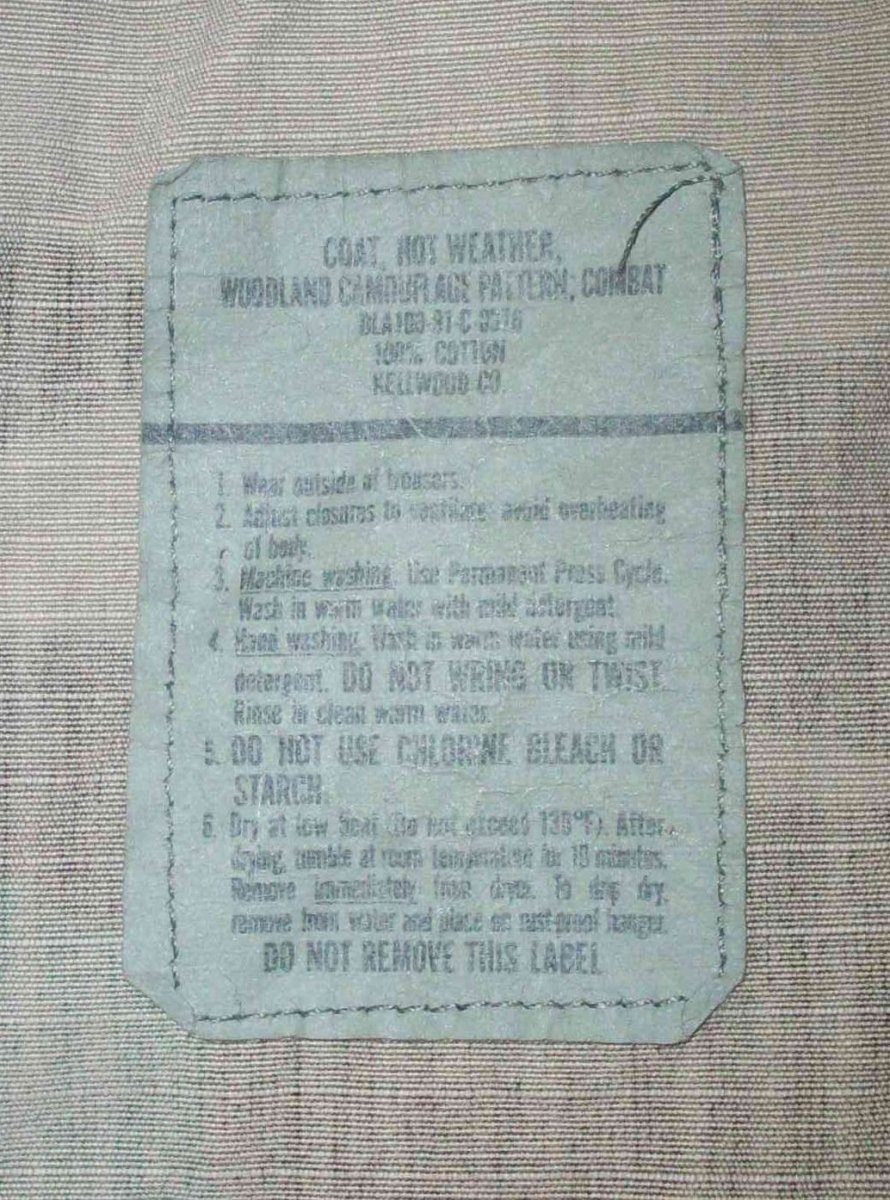 COAT, HOT WEATHER,
WOODLAND CAMOUFLAGE PATTERN, COMBAT
100% COTTON
KELLWOOD CO.
1. Wear outside of trousers.
2. Adjust closures to ventilate; avoid overheating
of body.
3. Machine washing. Use Permanent Press Cycle.
Wash in warm water with mild detergent.
4. Hand washing. Wash in warm water using mild
detergent. DO NOT WRING OR TWIST.
Rinse in clean warm water.
5. DO NOT USE CHLORINE BLEACH OR
STARCH.
6. Dry at low heat (Do not exceed 130°F). After
drying, tumble at room temperature for 10 minutes.
Remove immediately from dryer. To drip dry,
remove from water and place on rust-proof hanger.
DO NOT REMOVE THIS LABEL